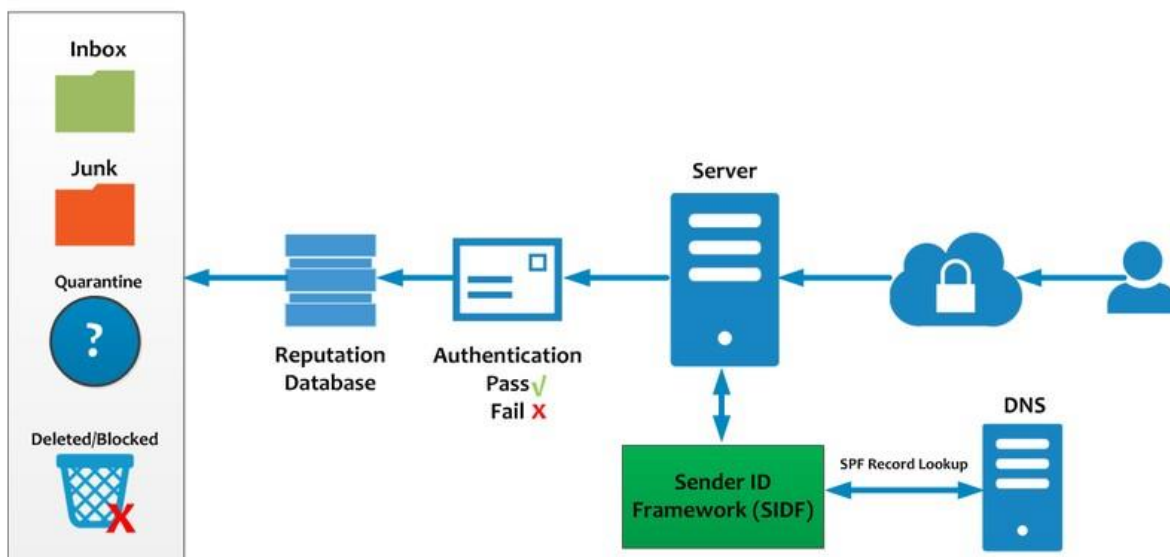 Inbox
Junk
Quarantine
?
Deleted/Blocked
X
Reputation
Database
Authentication
Pass√
Fail X
Server
Sender ID
Framework (SIDF)
SPF Record Lookup
DNS